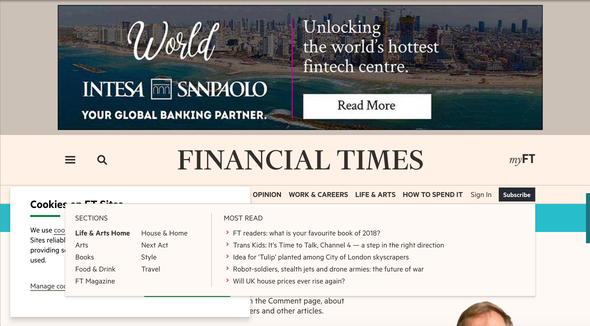 World
INTESA SANPAOLO
YOUR GLOBAL BANKING PARTNER.
Unlocking
the world's hottest
fintech centre.
Read More
FINANCIAL TIMES
myFT
OPINION WORK & CAREERS LIFE & ARTS HOW TO SPEND IT Sign In Subscribe
Cookies on FT Sites
We use coo
Sites reliabl
providing s
used.
Manage coo
SECTIONS
Life & Arts Home House & Home
Arts Next Act
Books Style
Food & Drink Travel
FT Magazine
MOST READ
FT readers: what is your favourite book of 2018?
Trans Kids: It's Time to Talk, Channel 4 — a step in the right direction
Idea for 'Tulip' planted among City of London skyscrapers
Robot-soldiers, stealth jets and drone armies: the future of war
Will UK house prices ever rise again?
the Comment page, about
ers and other articles.